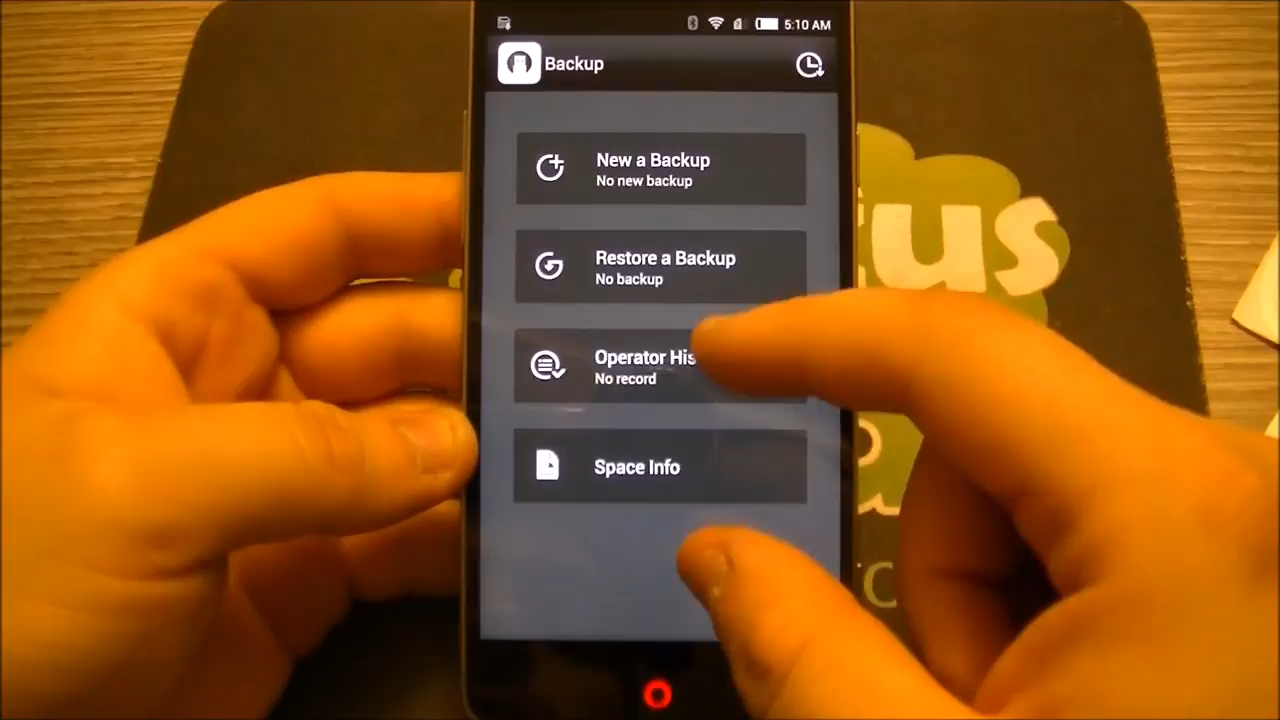 5:10 AM
Backup
New a Backup
No new backup
Restore a Backup
No backup
Operator His
No record
Space Info